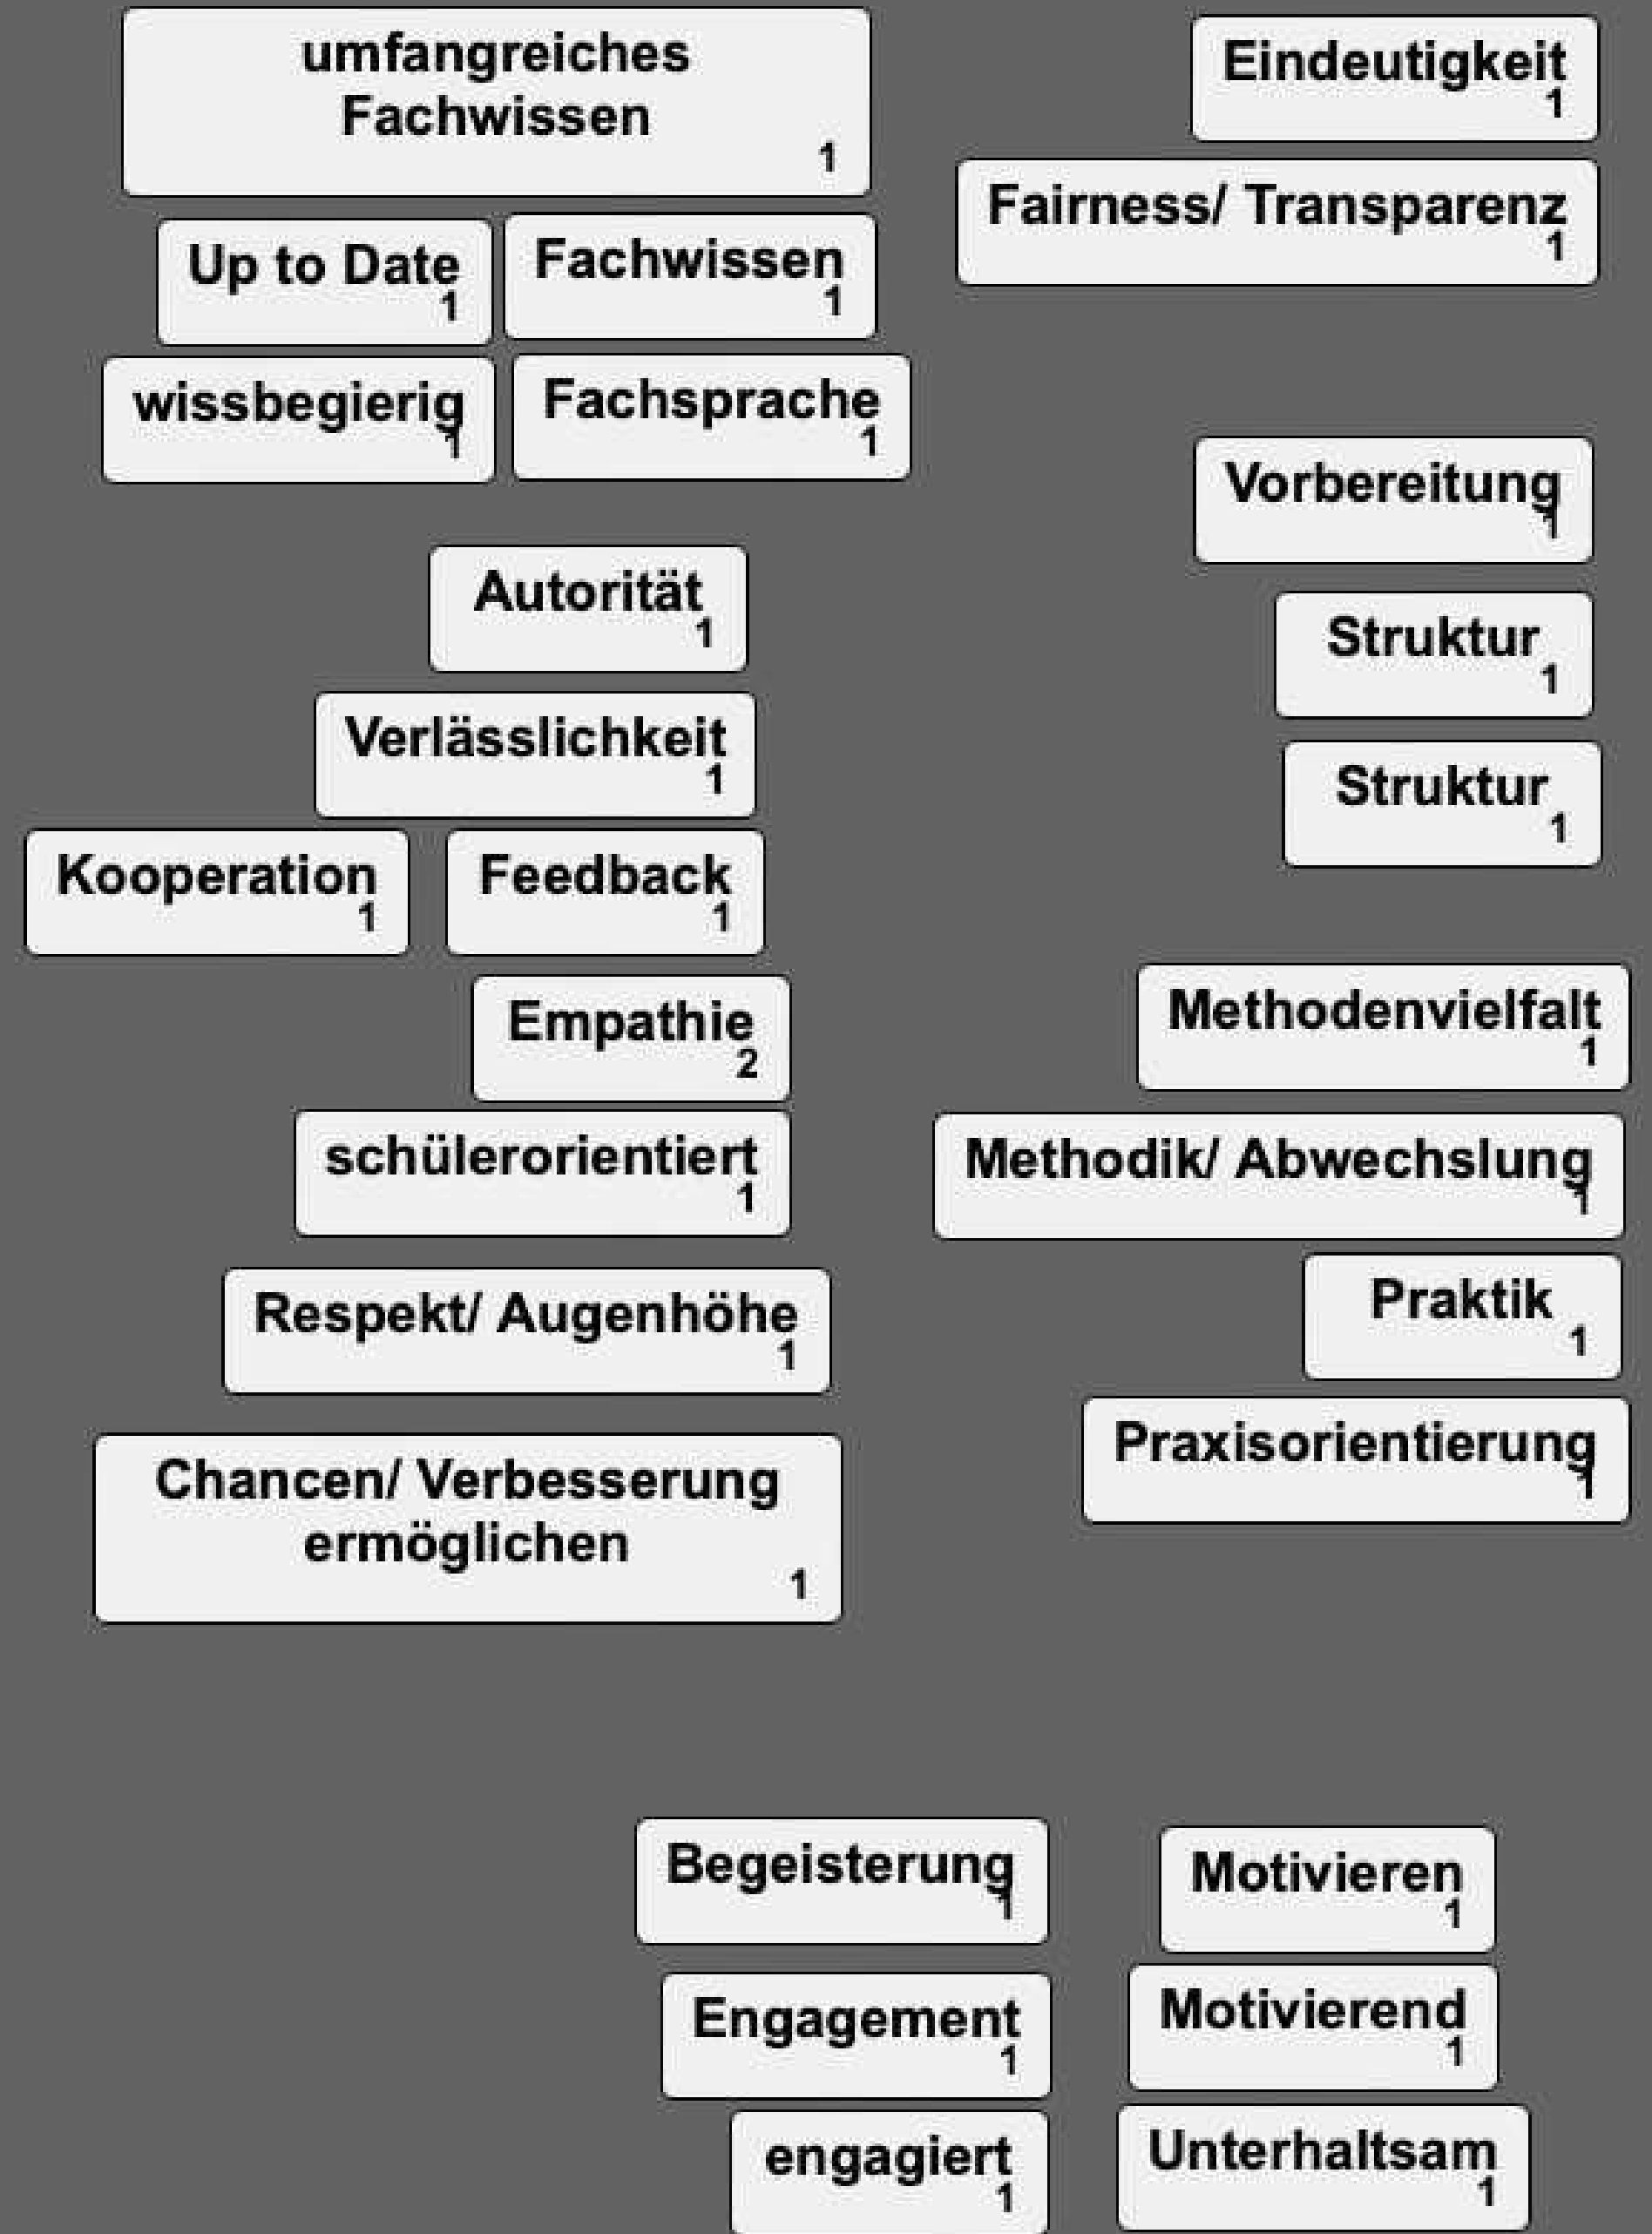 umfangreiches
Fachwissen
1
Eindeutigkeit
1
Fairness/ Transparenz
1
Up to Date
1
Fachwissen
1
wissbegierig
1
Fachsprache
1
Vorbereitung
1
Autorität
1
Struktur
1
Verlässlichkeit
1
Struktur
1
Kooperation
1
Feedback
1
Empathie
2
Methodenvielfalt
1
schülerorientiert
1
Methodik/ Abwechslung
1
Respekt/ Augenhöhe
1
Praktik
1
Chancen/ Verbesserung
ermöglichen
1
Praxisorientierung
1
Begeisterung
1
Motivieren
1
Engagement
1
Motivierend
1
engagiert
1
Unterhaltsam
1